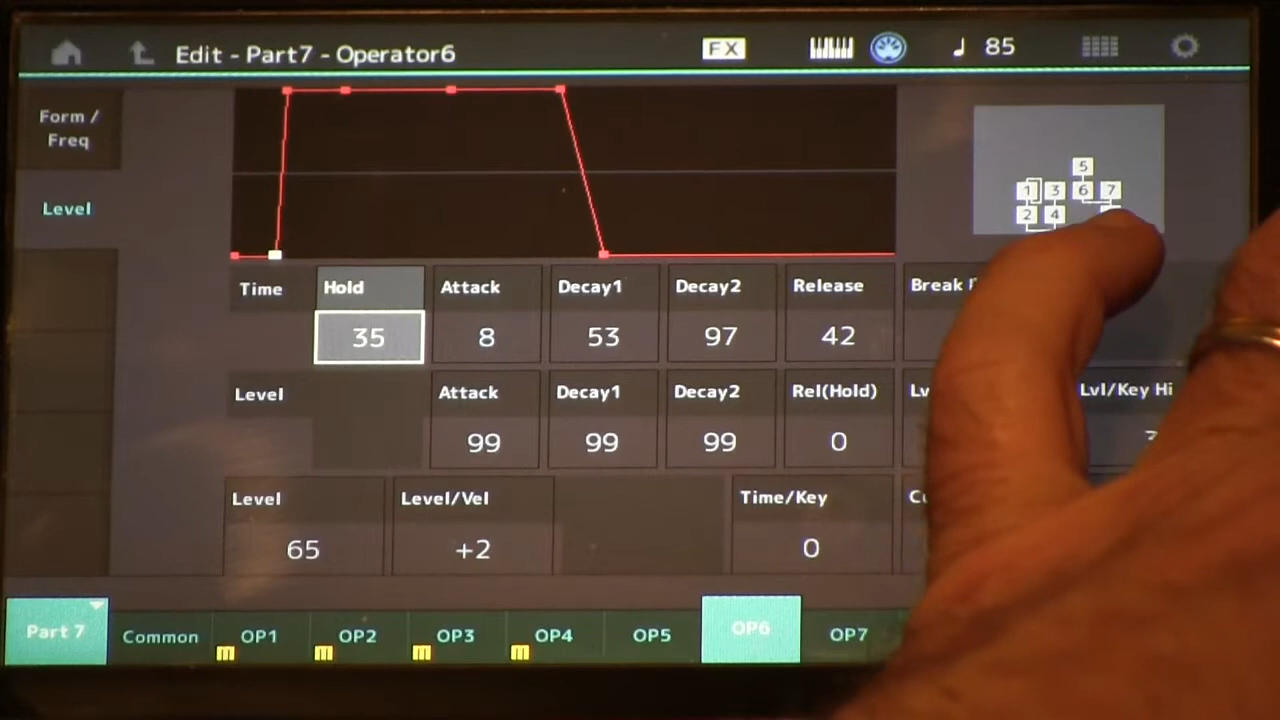 Edit - Part7 - Operator6
FX
85
Form /
Freq
Level
5
1 3 6 7
2 4
Time Hold Attack Decay1 Decay2 Release Break
35 8 53 97 42
Level Attack Decay1 Decay2 Rel(Hold) Lv Lvl/Key Hi
99 99 99 0
Level Level/Vel Time/Key
65 +2 0
Part 7 Common OP1 OP2 OP3 OP4 OP5 OP6 OP7
m m m m